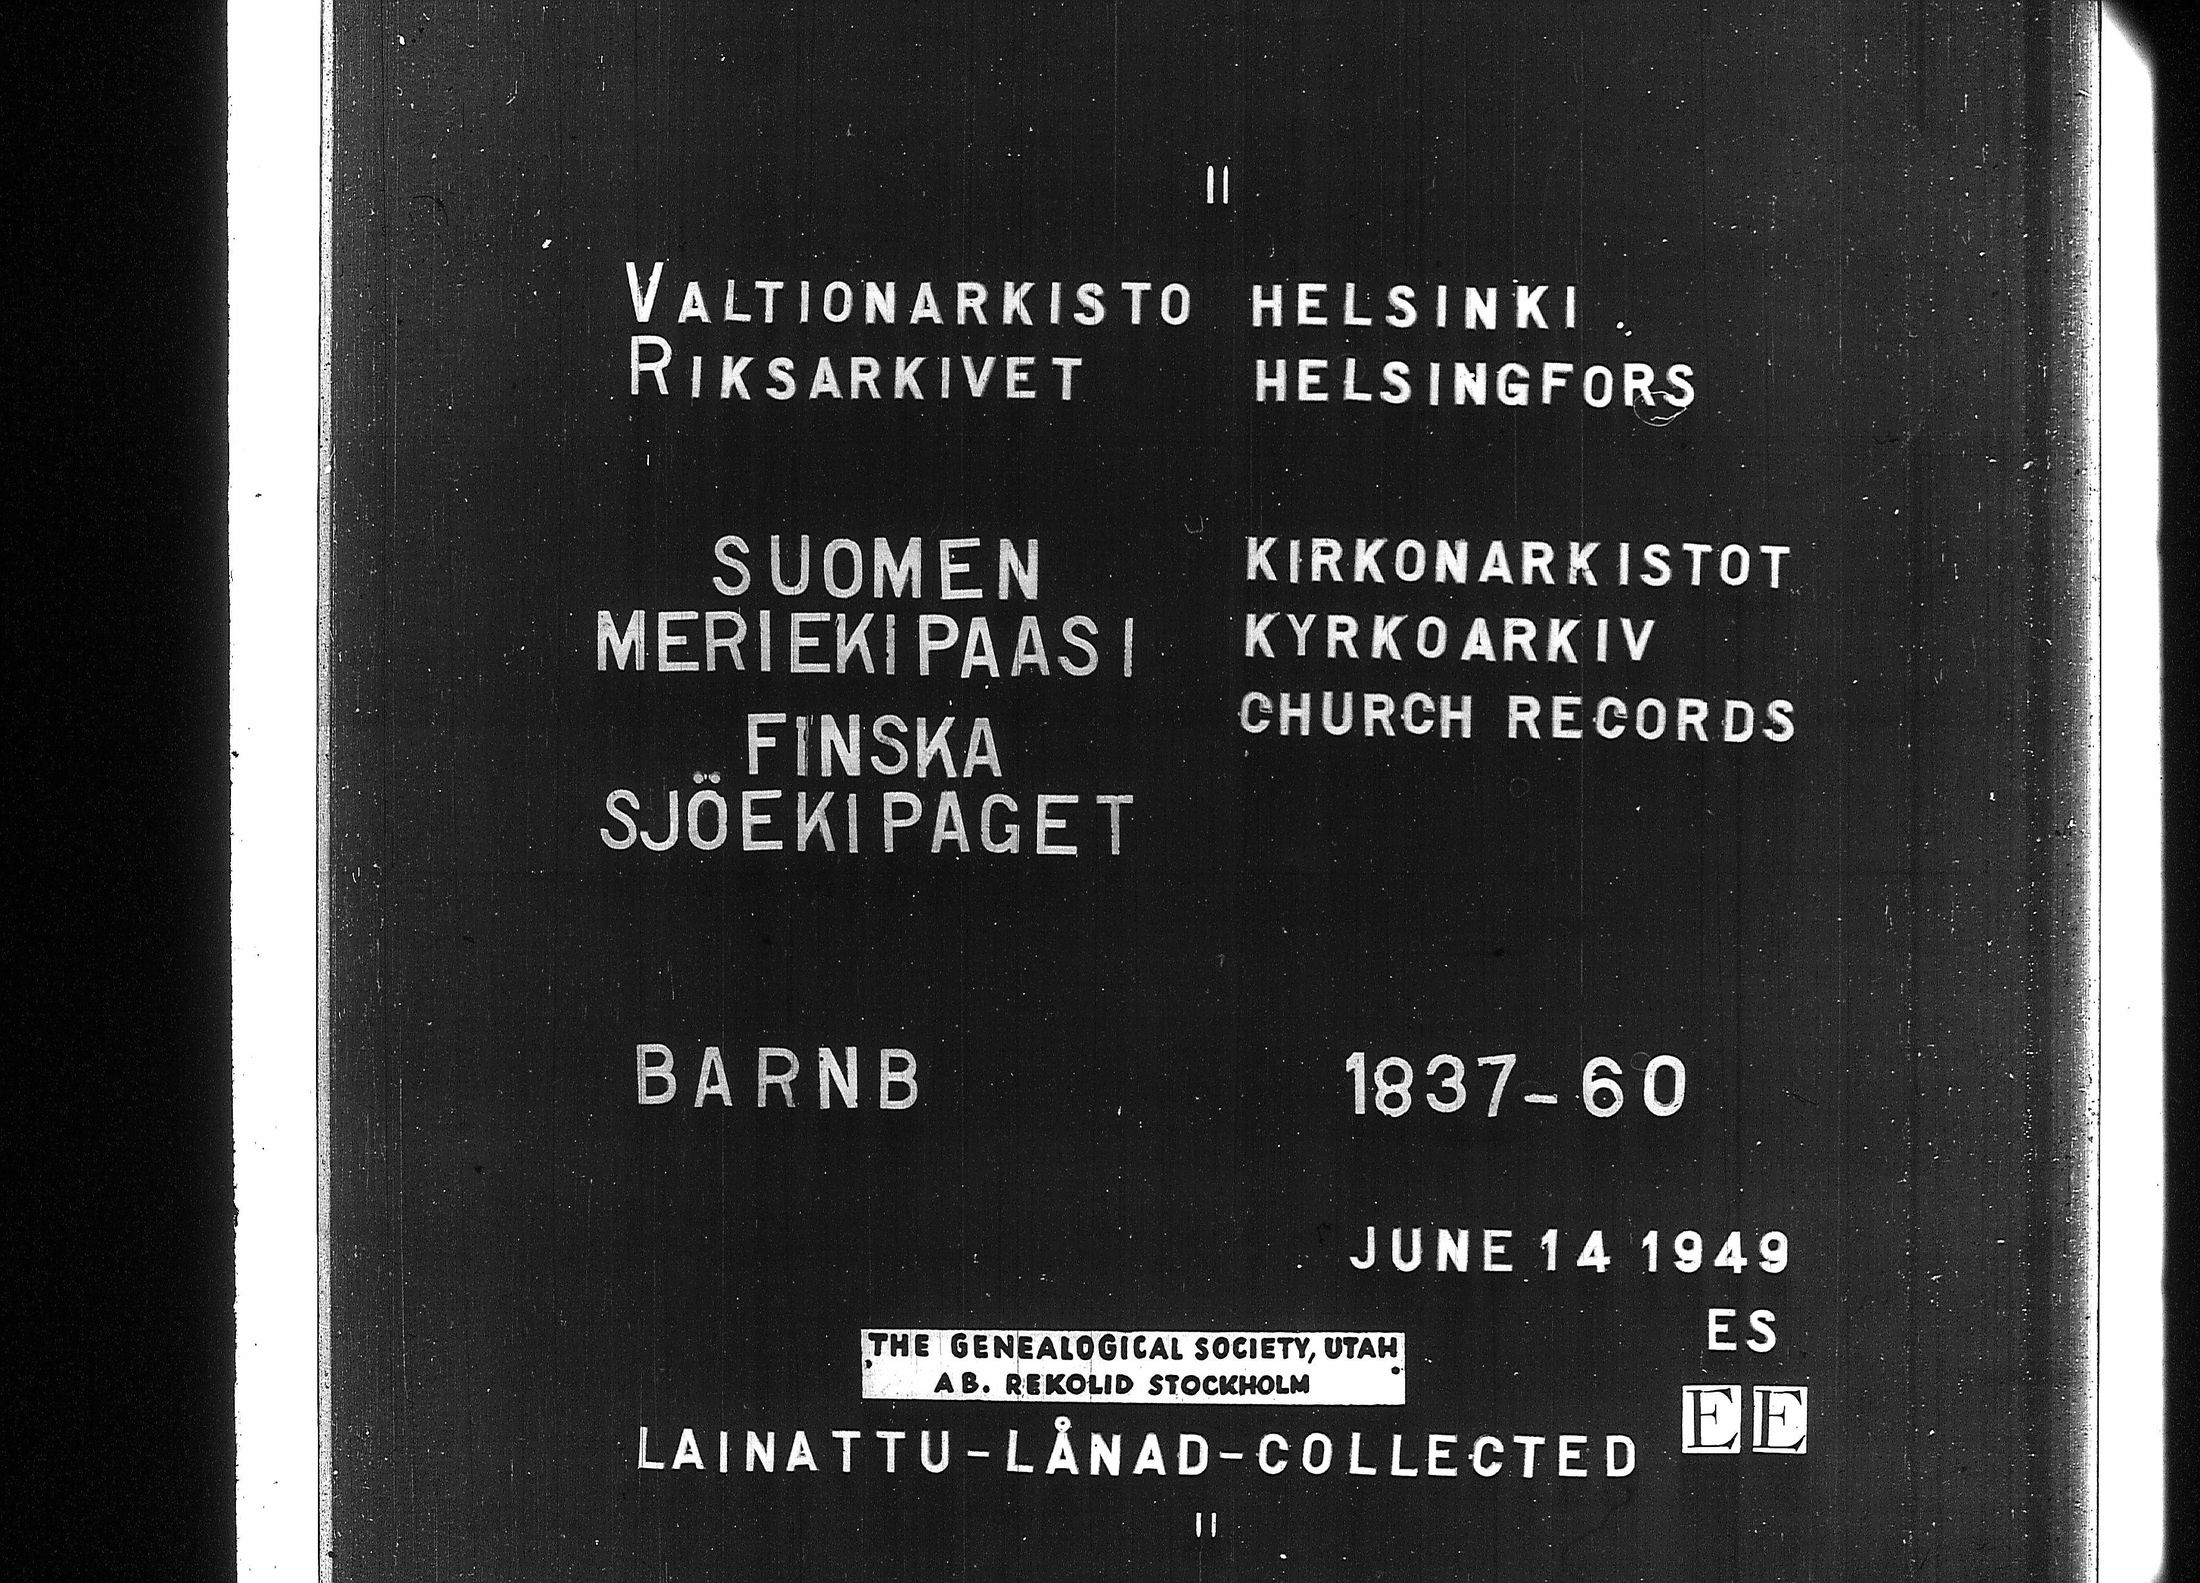 II
VALTIONARKISTO HELSINKI
RIKSARKIVET HELSINGFORS
SUOMEN
MERIEKIPAASI
FINSKA
SJÖEKIPAGET
KIRKONARKISTOT
KYRKOARKIV
CHURCH RECORDS
BARNB 1837-60
JUNE 14 1949
ES
THE GENEALOGICAL SOCIETY, UTAH
AB. REKOLID STOCKHOLM
EE
LAINATTU-LÅNAD-COLLECTED
II